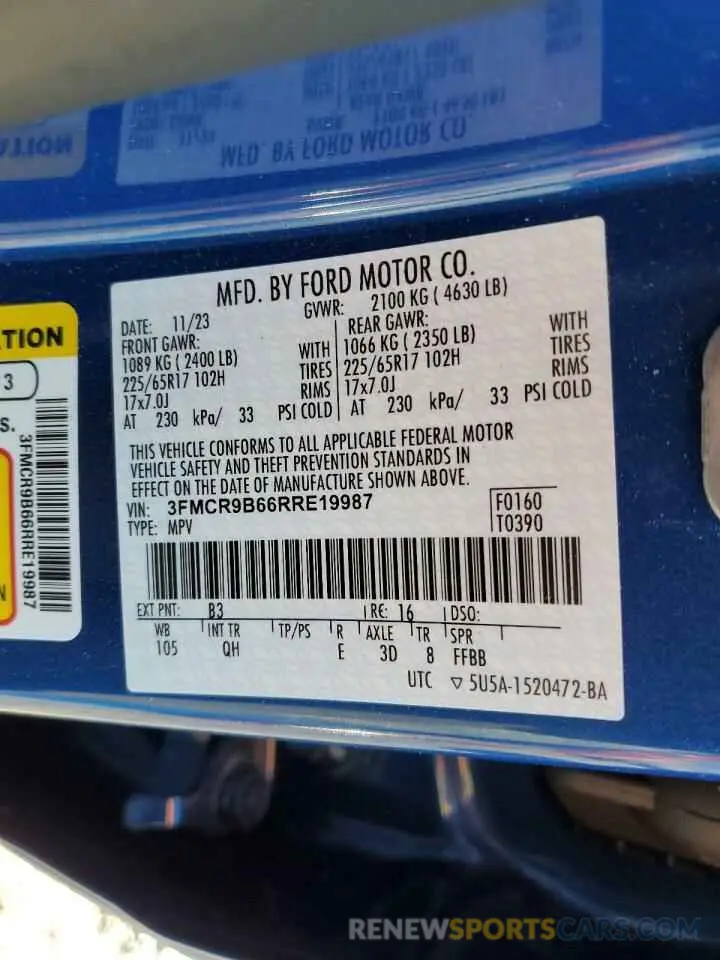 MFD. BY FORD MOTOR CO.
DATE: 11/23
GVWR: 2100 KG ( 4630 LB)
FRONT GAWR:
1089 KG ( 2400 LB) WITH
225/65R17 102H TIRES
17x7.0J RIMS
AT 230 kPa/ 33 PSI COLD
REAR GAWR: WITH
1066 KG ( 2350 LB) TIRES
225/65R17 102H RIMS
17x7.0J
AT 230 kPa/ 33 PSI COLD
THIS VEHICLE CONFORMS TO ALL APPLICABLE FEDERAL MOTOR
VEHICLE SAFETY AND THEFT PREVENTION STANDARDS IN
EFFECT ON THE DATE OF MANUFACTURE SHOWN ABOVE.
VIN: 3FMCR9B66RRE19987
TYPE: MPV
F0160
T0390
EXT PNT: B3 RE: 16 DSO:
WB INT TR TP/PS R AXLE TR SPR
105 QH E 3D 8 FFBB
UTC ▽ 5U5A-1520472-BA
ATION
3
S.
3FMCR9B66RRE19987
N
MFD. BY FORD MOTOR CO.
ATION
RENEWSPORTSCARS.COM